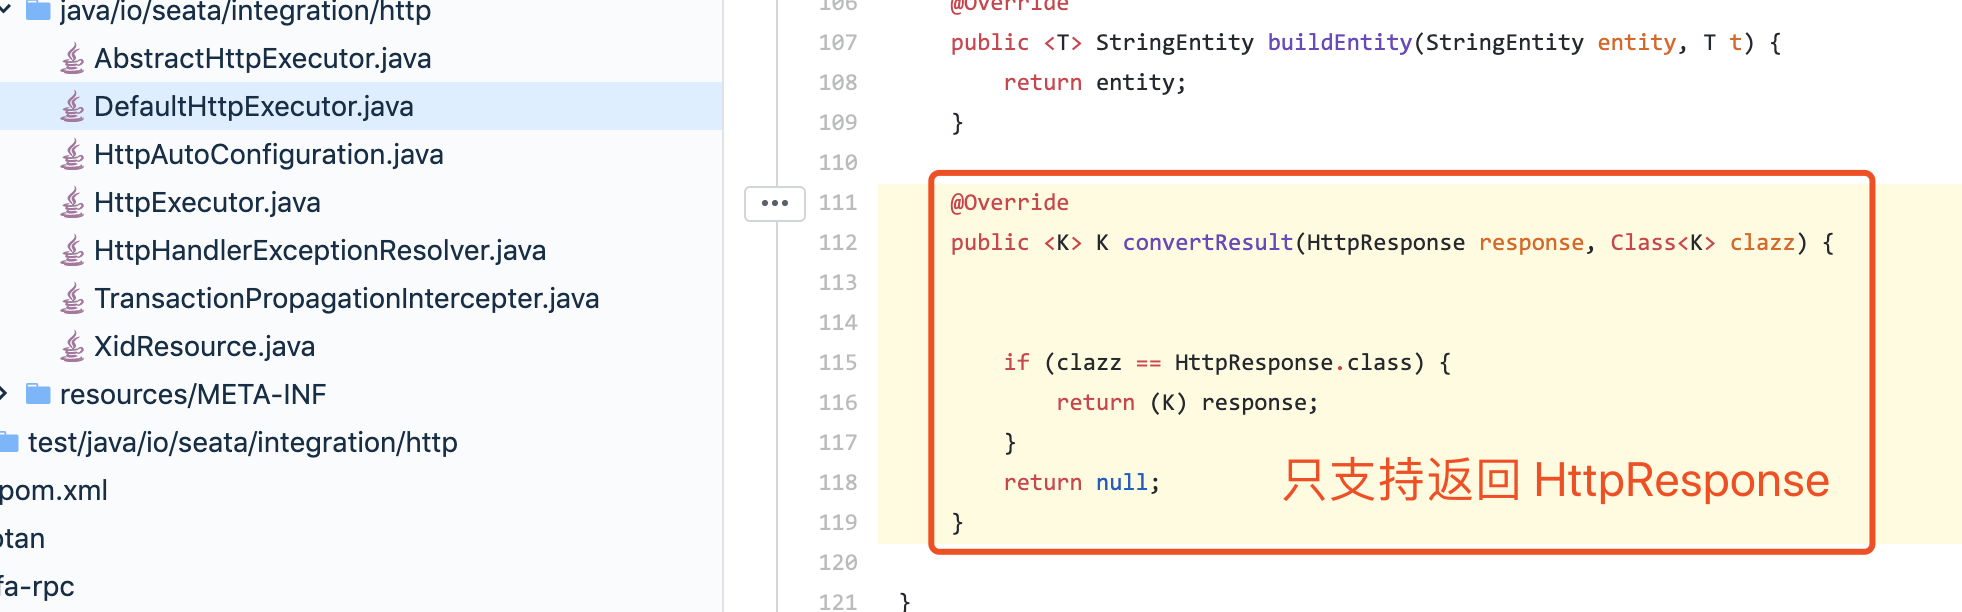 java/io/seata/integration/http
AbstractHttpExecutor.java
DefaultHttpExecutor.java
HttpAutoConfiguration.java
HttpExecutor.java
HttpHandlerExceptionResolver.java
TransactionPropagationIntercepter.java
XidResource.java
resources/META-INF
test/java/io/seata/integration/http
pom.xml
otan
fa-rpc
106 @Override
107 public <T> StringEntity buildEntity(StringEntity entity, T t) {
108 return entity;
109 }
110
111 @Override
112 public <K> K convertResult(HttpResponse response, Class<K> clazz) {
113
114
115 if (clazz == HttpResponse.class) {
116 return (K) response;
117 }
118 return null;
只支持返回 HttpResponse
119 }
120
121 }